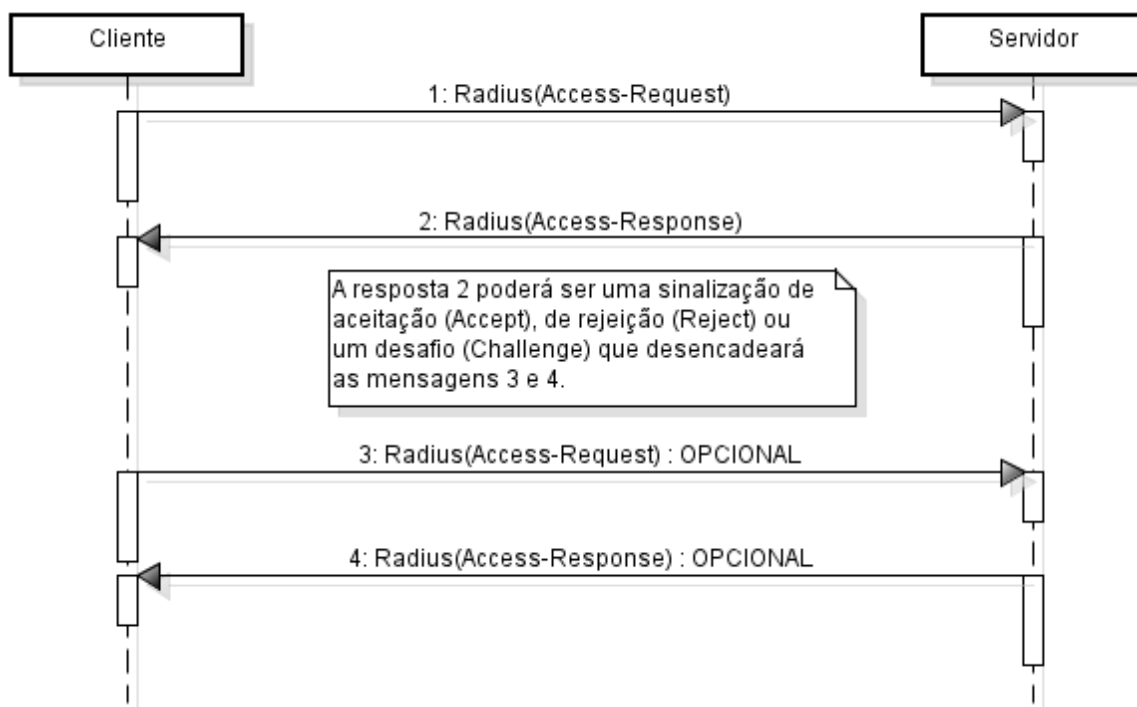 Cliente
Servidor
1: Radius(Access-Request)
2: Radius(Access-Response)
A resposta 2 poderá ser uma sinalização de
aceitação (Accept), de rejeição (Reject) ou
um desafio (Challenge) que desencadeará
as mensagens 3 e 4.
3: Radius(Access-Request) : OPCIONAL
4: Radius(Access-Response) : OPCIONAL